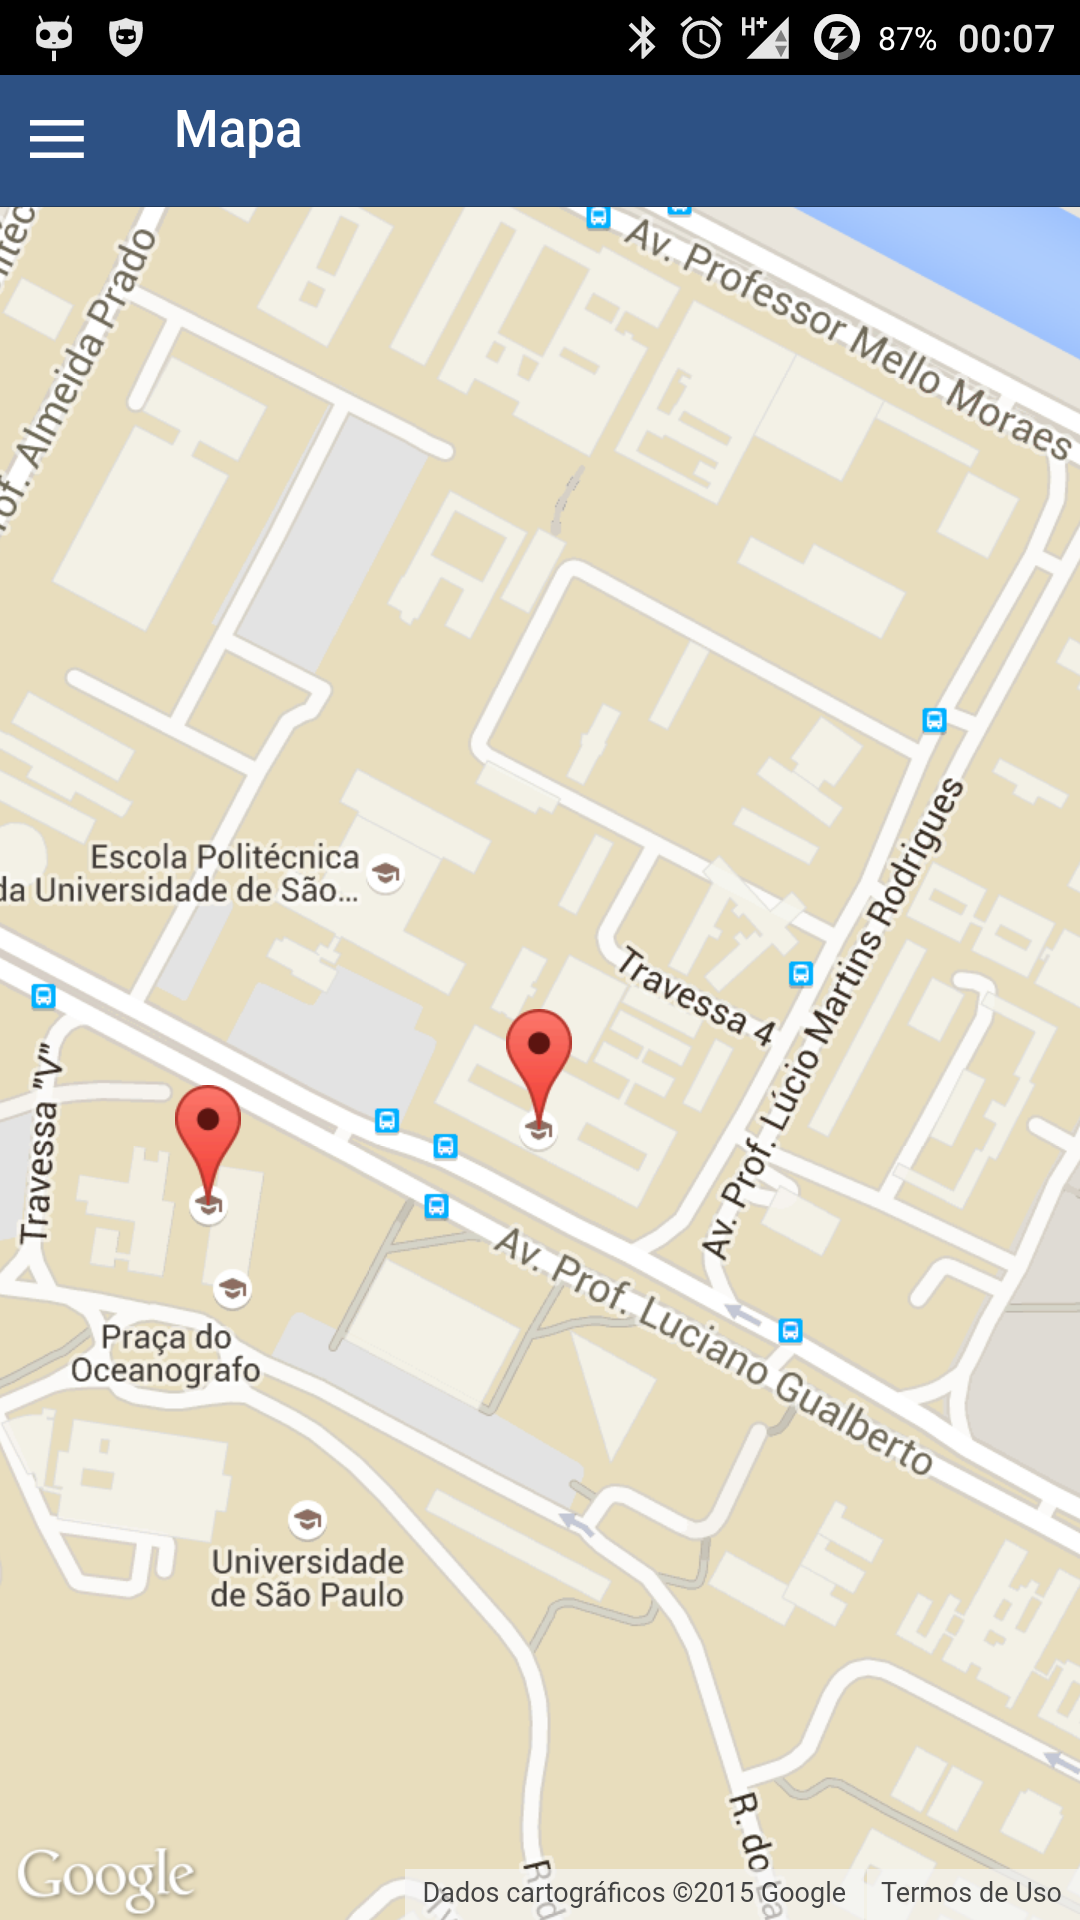 H+
87%
00:07
Mapa
Av. Professor Mello Moraes
of. Almeida Prado
Escola Politécnica
da Universidade de São...
Travessa 4
Av. Prof. Lúcio Martins Rodrigues
Travessa "V"
Av. Prof. Luciano Gualberto
Praça do
Oceanografo
Universidade
de São Paulo
R. do La
R. d
Google
Dados cartográficos ©2015 Google
Termos de Uso